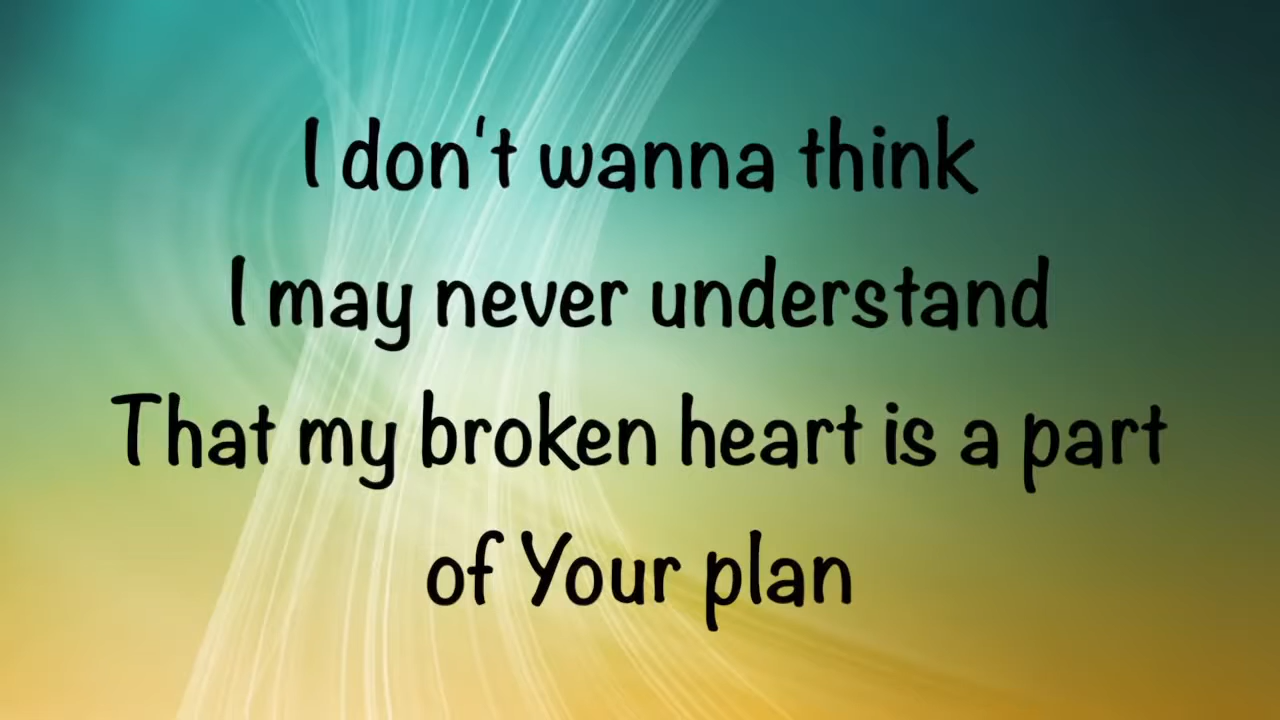 I don't wanna think
I may never understand
That my broken heart is a part
of Your plan